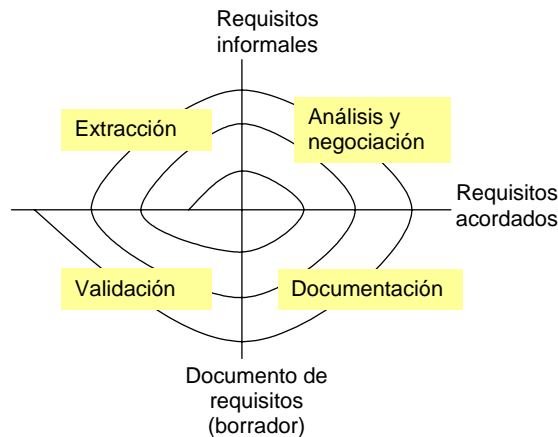 Requisitos
informales
Extracción
Análisis y
negociación
Requisitos
acordados
Validación
Documentación
Documento de
requisitos
(borrador)